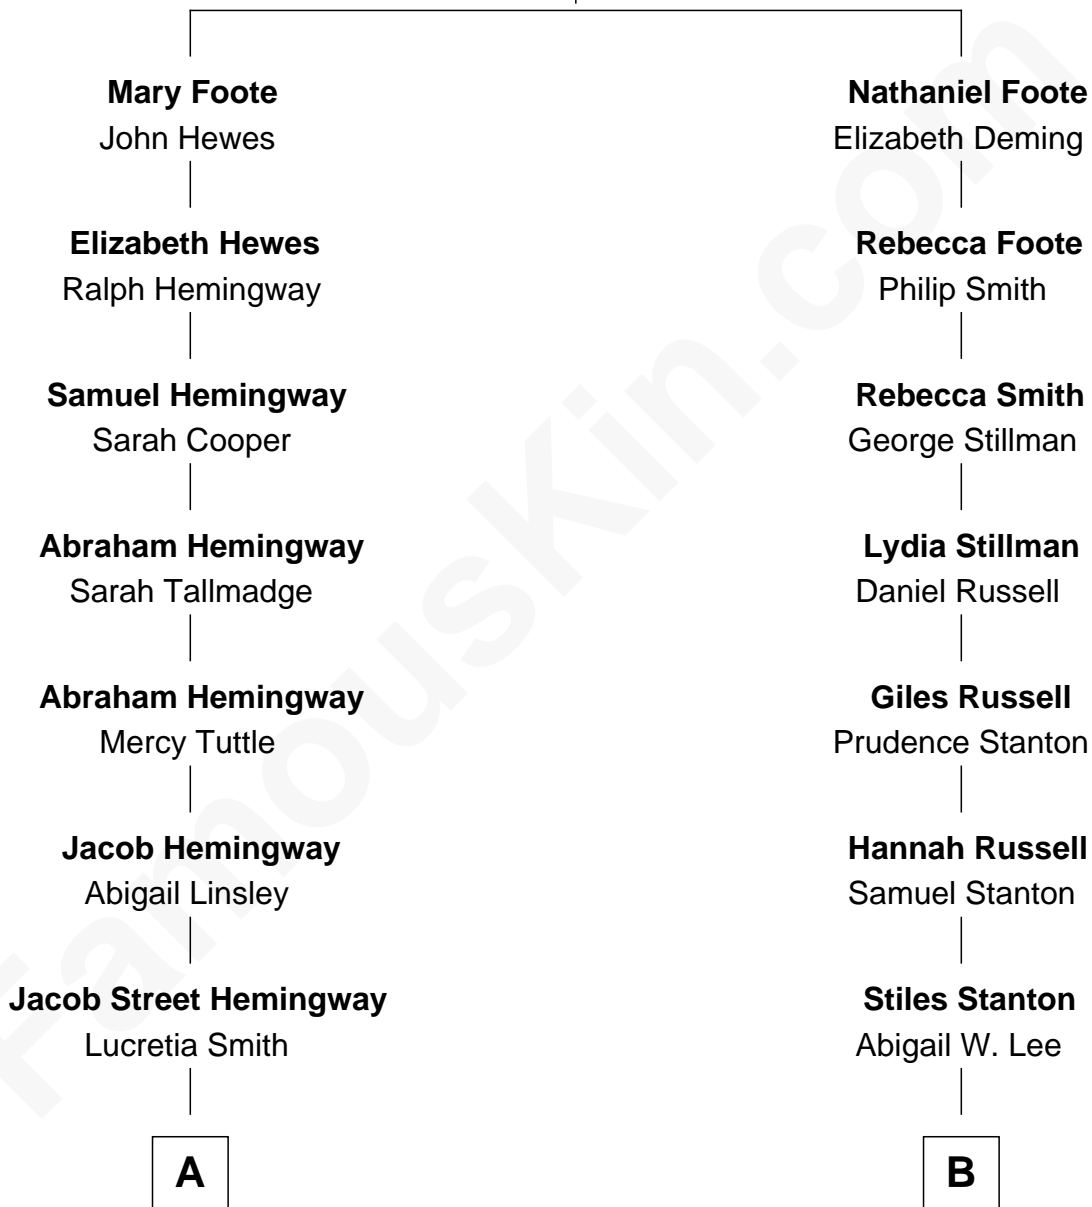 Mary Foote
John Hewes
Nathaniel Foote
Elizabeth Deming
Elizabeth Hewes
Ralph Hemingway
Rebecca Foote
Philip Smith
Samuel Hemingway
Sarah Cooper
Rebecca Smith
George Stillman
Abraham Hemingway
Sarah Tallmadge
Lydia Stillman
Daniel Russell
Abraham Hemingway
Mercy Tuttle
Giles Russell
Prudence Stanton
Jacob Hemingway
Abigail Linsley
Hannah Russell
Samuel Stanton
Jacob Street Hemingway
Lucretia Smith
Stiles Stanton
Abigail W. Lee
A
B
FamousKin.com